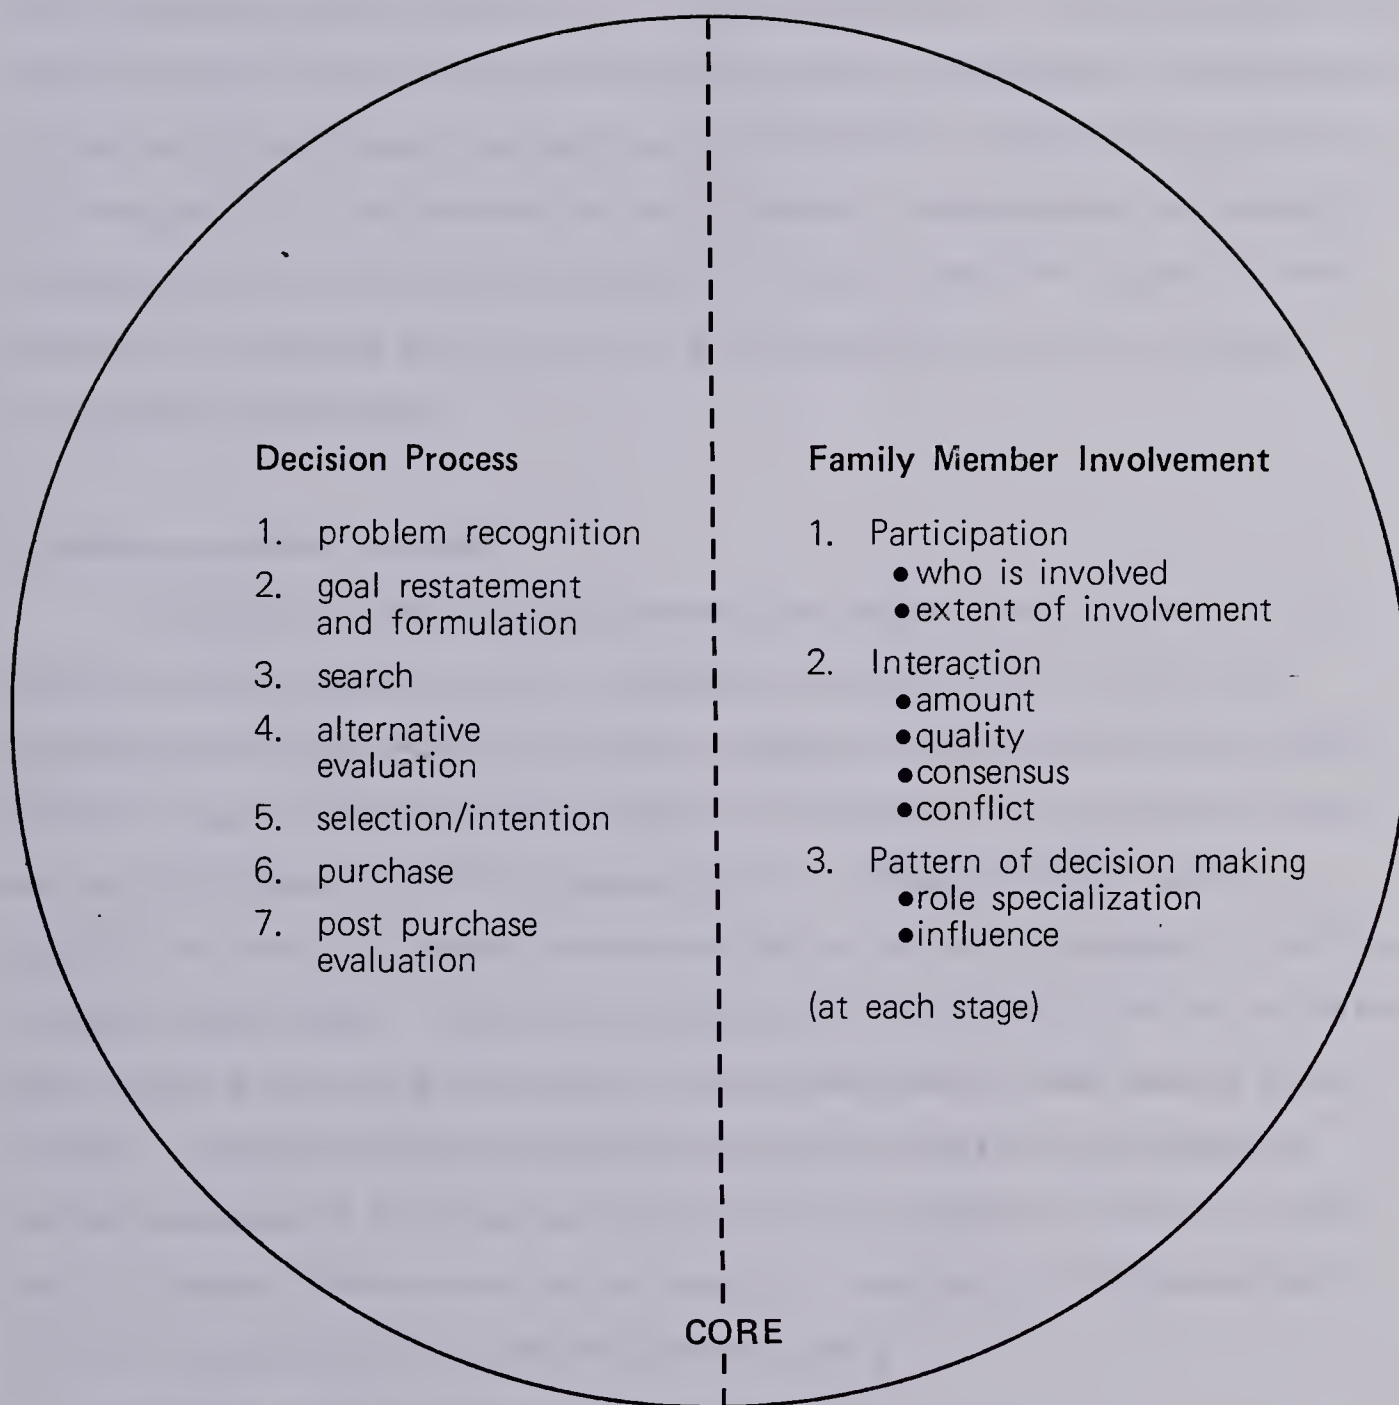 Decision Process
1. problem recognition
2. goal restatement
and formulation
3. search
4. alternative
evaluation
5. selection/intention
6. purchase
7. post purchase
evaluation
Family Member Involvement
1. Participation
•who is involved
•extent of involvement
2. Interaction
•amount
•quality
•consensus
•conflict
3. Pattern of decision making
•role specialization
•influence
(at each stage)
CORE